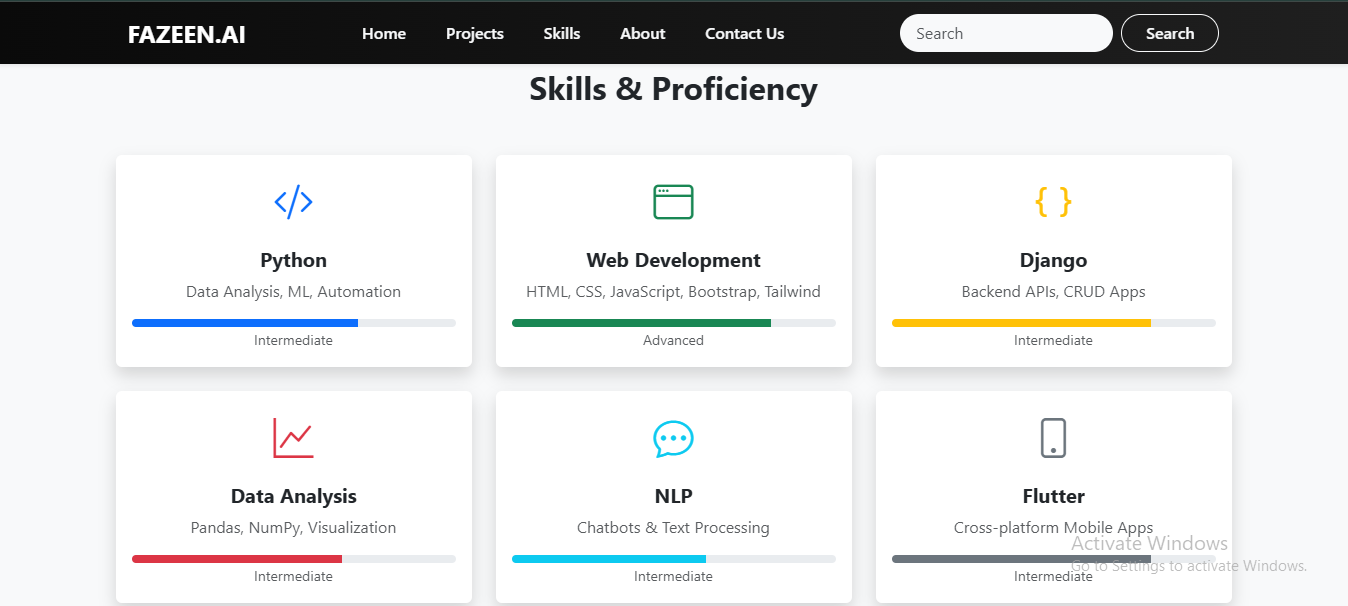 FAZEEN.AI Home Projects Skills About Contact Us Search Search
Skills & Proficiency
</> { }
Python Web Development Django
Data Analysis, ML, Automation HTML, CSS, JavaScript, Bootstrap, Tailwind Backend APIs, CRUD Apps
Intermediate Advanced Intermediate
Data Analysis NLP Flutter
Pandas, NumPy, Visualization Chatbots & Text Processing Cross-platform Mobile Apps
Activate Windows
Go to Settings to activate Windows.
Intermediate Intermediate Intermediate